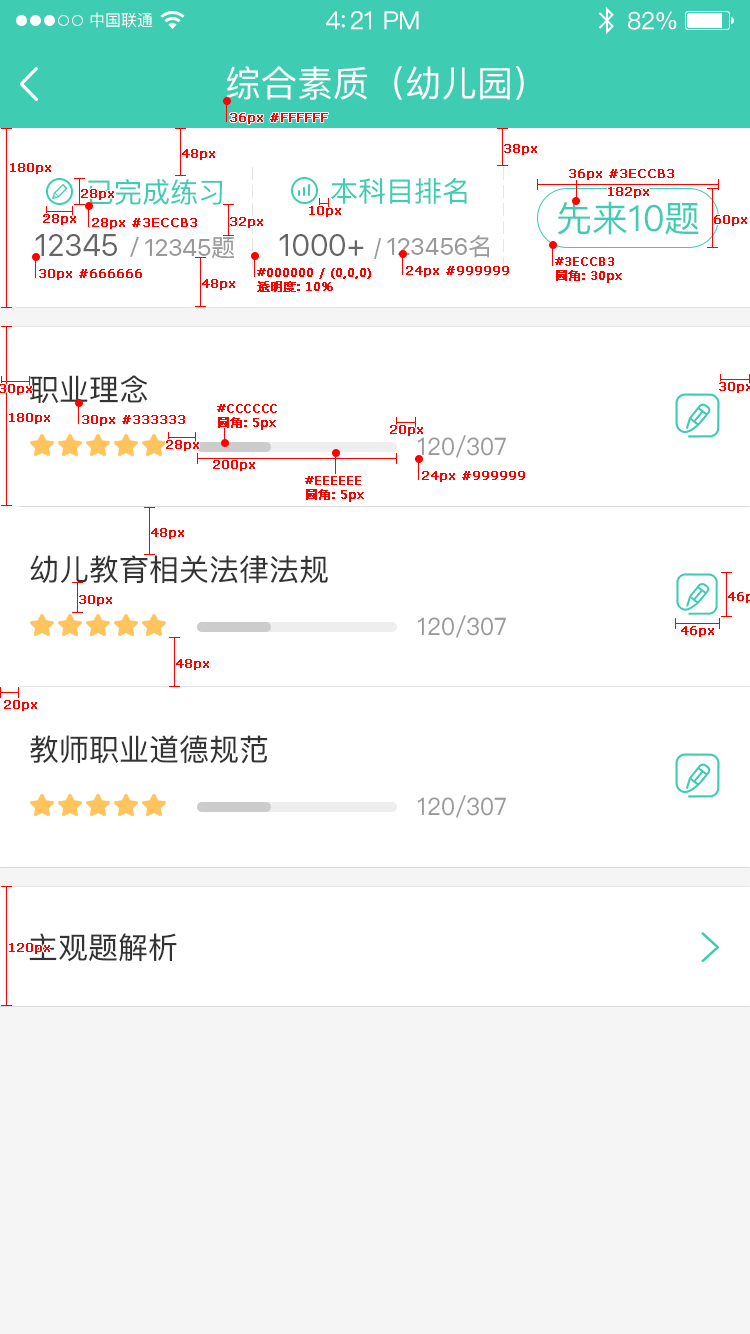 中国联通 4:21 PM 82%
综合素质（幼儿园）
36px #FFFFFF
180px 48px 38px
36px #3ECCB3
182px
28px 已完成练习 本科目排名 先来10题 60px
28px 28px #3ECCB3 32px 10px
12345 / 12345题 1000+ / 123456名
30px #666666 48px #000000 / (0,0,0) 24px #999999 #3ECCB3
透明度: 10% 圆角: 30px
30px 职业理念 30px
180px 30px #333333 #CCCCCC
圆角: 5px 20px
28px 120/307
200px
#EEEEEE 24px #999999
圆角: 5px
48px
幼儿教育相关法律法规
30px 46p
120/307 46px
48px
20px
教师职业道德规范
120/307
120px 主观题解析